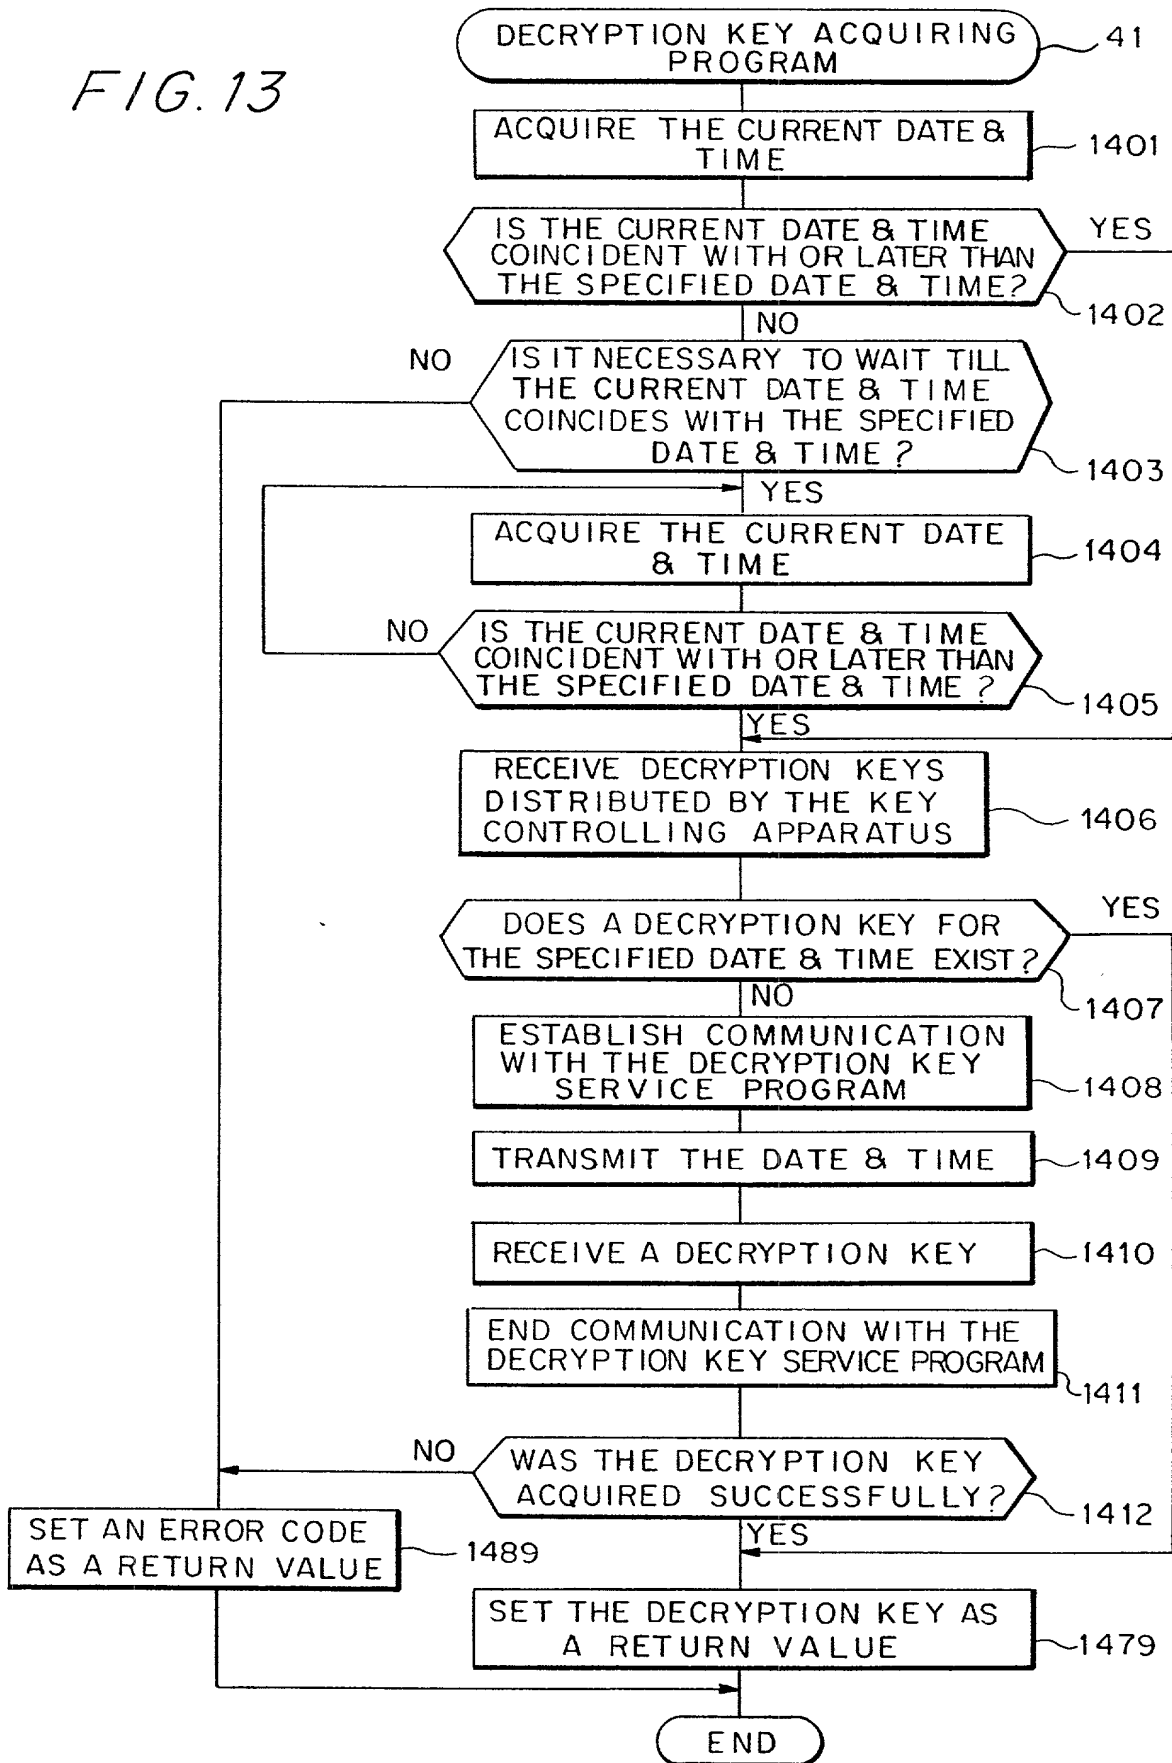 FIG. 13
DECRYPTION KEY ACQUIRING
PROGRAM
41
ACQUIRE THE CURRENT DATE &
TIME
1401
IS THE CURRENT DATE & TIME
COINCIDENT WITH OR LATER THAN
THE SPECIFIED DATE & TIME?
YES
1402
NO
NO
IS IT NECESSARY TO WAIT TILL
THE CURRENT DATE & TIME
COINCIDES WITH THE SPECIFIED
DATE & TIME?
1403
YES
ACQUIRE THE CURRENT DATE
& TIME
1404
NO
IS THE CURRENT DATE & TIME
COINCIDENT WITH OR LATER THAN
THE SPECIFIED DATE & TIME?
1405
YES
RECEIVE DECRYPTION KEYS
DISTRIBUTED BY THE KEY
CONTROLLING APPARATUS
1406
DOES A DECRYPTION KEY FOR
THE SPECIFIED DATE & TIME EXIST?
YES
1407
NO
ESTABLISH COMMUNICATION
WITH THE DECRYPTION KEY
SERVICE PROGRAM
1408
TRANSMIT THE DATE & TIME
1409
RECEIVE A DECRYPTION KEY
1410
END COMMUNICATION WITH THE
DECRYPTION KEY SERVICE PROGRAM
1411
NO
WAS THE DECRYPTION KEY
ACQUIRED SUCCESSFULLY?
1412
YES
SET AN ERROR CODE
AS A RETURN VALUE
1489
SET THE DECRYPTION KEY AS
A RETURN VALUE
1479
END